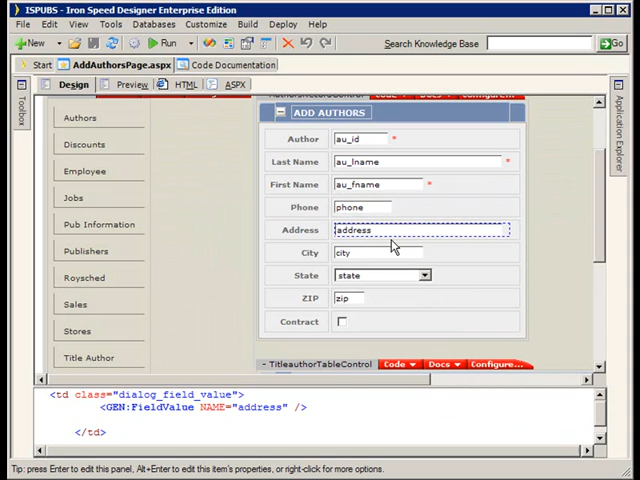 ISPUBS - Iron Speed Designer Enterprise Edition
File Edit View Tools Databases Customize Build Deploy Help
New Run Search Knowledge Base Go
Start AddAuthorsPage.aspx Code Documentation
Design Preview HTML ASPX
Toolbox
Application Explorer
AuthorsRecordControl Code Docs Configure...
ADD AUTHORS
Authors
Discounts
Employee
Jobs
Pub Information
Publishers
Roysched
Sales
Stores
Title Author
Author au_id *
Last Name au_lname *
First Name au_fname *
Phone phone
Address address
City city
State state
ZIP zip
Contract
- TitleauthorTableControl Code Docs Configure...
<td class="dialog_field_value">
<GEN:FieldValue NAME="address" />
</td>
Tip: press Enter to edit this panel, Alt+Enter to edit this item's properties, or right-click for more options.